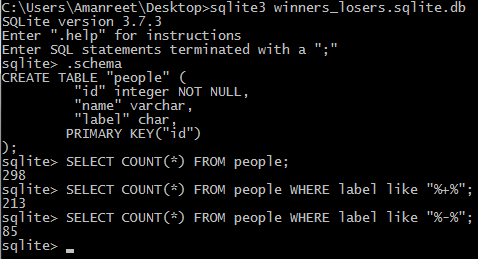 C:\Users\Amanreet\Desktop>sqlite3 winners_losers.sqlite.db
SQLite version 3.7.3
Enter ".help" for instructions
Enter SQL statements terminated with a ";"
sqlite> .schema
CREATE TABLE "people" (
"id" integer NOT NULL,
"name" varchar,
"label" char,
PRIMARY KEY("id")
);
sqlite> SELECT COUNT(*) FROM people;
298
sqlite> SELECT COUNT(*) FROM people WHERE label like "%+%";
213
sqlite> SELECT COUNT(*) FROM people WHERE label like "%-%";
85
sqlite> _